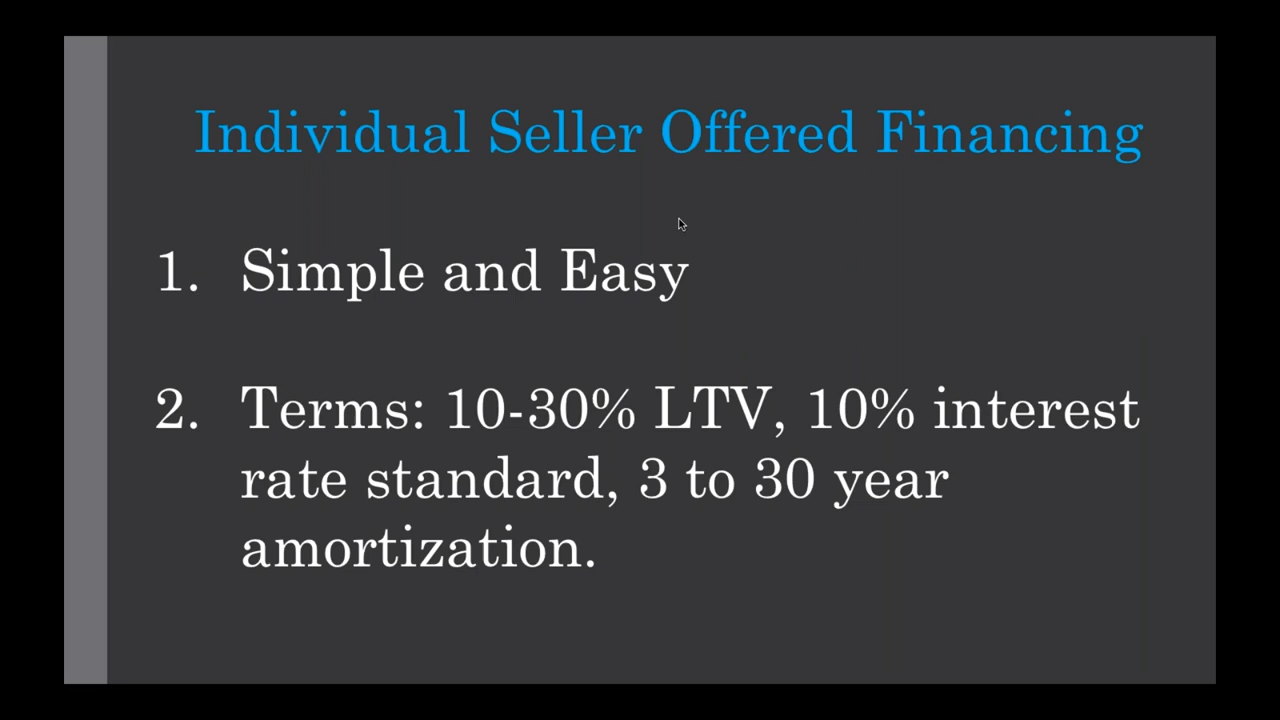 Individual Seller Offered Financing
1. Simple and Easy
2. Terms: 10-30% LTV, 10% interest
rate standard, 3 to 30 year
amortization.